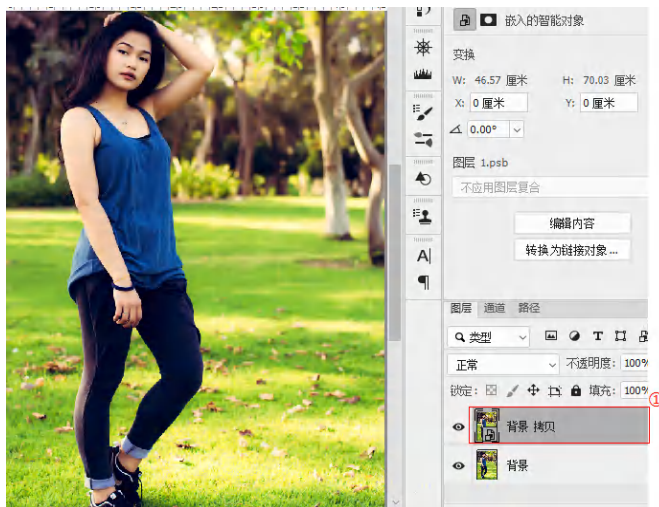 嵌入的智能对象
变换
W: 46.57 厘米 H: 70.03 厘米
X: 0 厘米 Y: 0 厘米
0.00°
图层 1.psb
不应用图层复合
编辑内容
转换为链接对象...
A|
图层 通道 路径
类型
T
正常 不透明度: 100%
锁定: 填充: 100%
①
背景 拷贝
背景